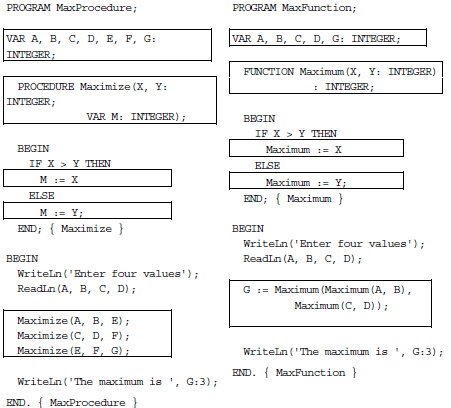 PROGRAM MaxProcedure;
VAR A, B, C, D, E, F, G:
INTEGER;
PROCEDURE Maximize(X, Y:
INTEGER;
VAR M: INTEGER);
BEGIN
IF X > Y THEN
M := X
ELSE
M := Y;
END; { Maximize }
BEGIN
WriteLn('Enter four values');
ReadLn(A, B, C, D);
Maximize(A, B, E);
Maximize(C, D, F);
Maximize(E, F, G);
WriteLn('The maximum is ', G:3);
END. { MaxProcedure }
PROGRAM MaxFunction;
VAR A, B, C, D, G: INTEGER;
FUNCTION Maximum(X, Y: INTEGER)
: INTEGER;
BEGIN
IF X > Y THEN
Maximum := X
ELSE
Maximum := Y;
END; { Maximum }
BEGIN
WriteLn('Enter four values');
ReadLn(A, B, C, D);
G := Maximum(Maximum(A, B),
Maximum(C, D));
WriteLn('The maximum is ', G:3);
END. { MaxFunction }